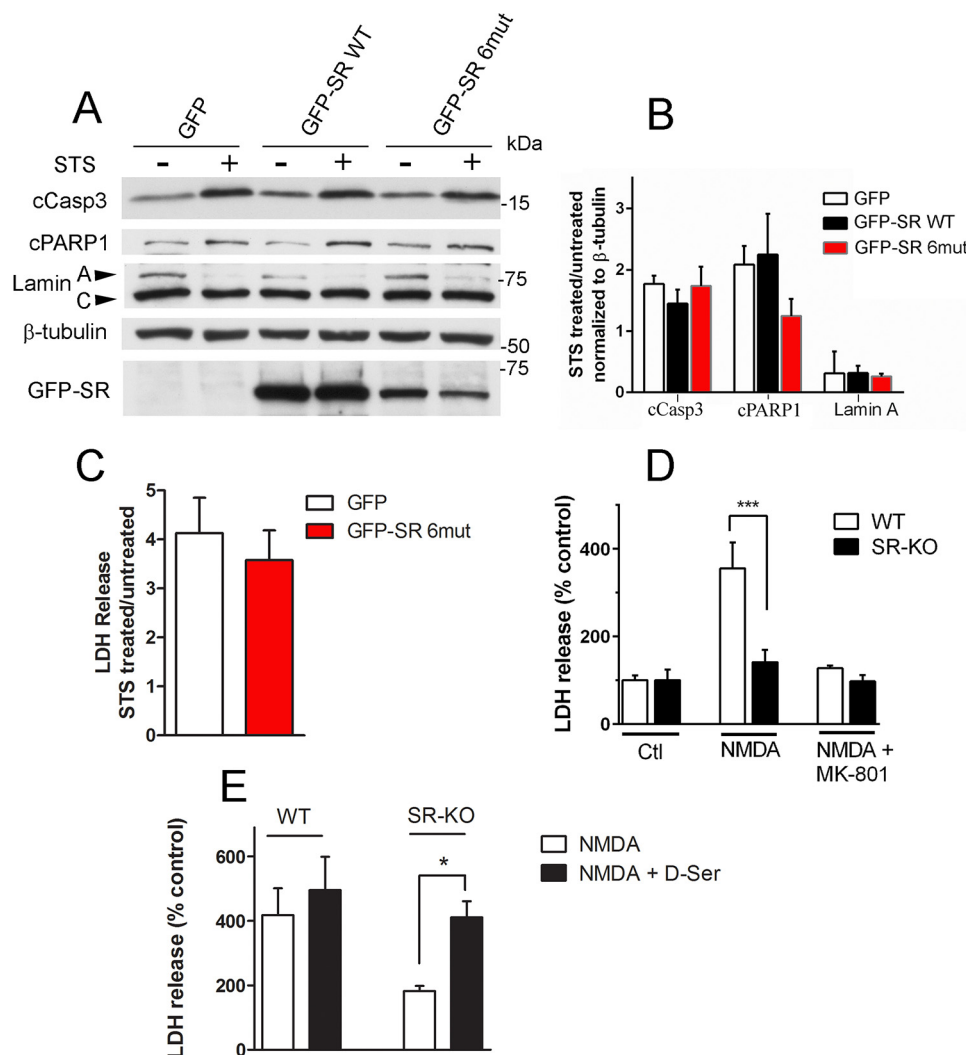 A
GFP
GFP-SR WT
GFP-SR 6mut
kDa
STS - + - + - +
cCasp3
-15
cPARP1
Lamin A
C
-75
β-tubulin
-50
-75
GFP-SR
B
STS treated/untreated
normalized to β-tubulin
3
2
1
0
GFP
GFP-SR WT
GFP-SR 6mut
cCasp3 cPARP1 Lamin A
C
LDH Release
STS treated/untreated
5
4
3
2
1
0
GFP
GFP-SR 6mut
D
LDH release (% control)
400
200
0
***
WT
SR-KO
Ctl NMDA NMDA +
MK-801
E
WT SR-KO
LDH release (% control)
600
400
200
0
*
NMDA
NMDA + D-Ser